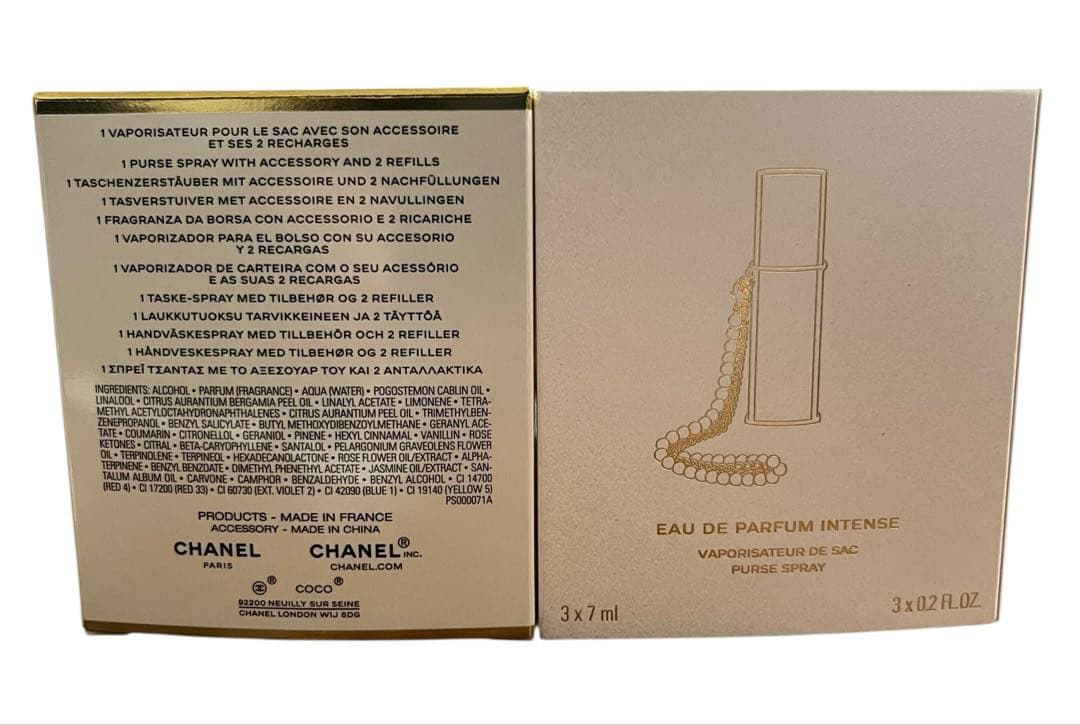 1 VAPORISATEUR POUR LE SAC AVEC SON ACCESSOIRE
ET SES 2 RECHARGES
1 PURSE SPRAY WITH ACCESSORY AND 2 REFILLS
1 TASCHENZERSTÄUBER MIT ACCESSOIRE UND 2 NACHFÜLLUNGEN
1 TASVERSTUIVER MET ACCESSOIRE EN 2 NAVULLINGEN
1 FRAGRANZA DA BORSA CON ACCESSORIO E 2 RICARICHE
1 VAPORIZADOR PARA EL BOLSO CON SU ACCESORIO
Y 2 RECARGAS
1 VAPORIZADOR DE CARTEIRA COM O SEU ACESSÓRIO
E AS SUAS 2 RECARGAS
1 TASKE-SPRAY MED TILBEHØR OG 2 REFILLER
1 LAUKKUTUOKSU TARVIKKEINEEN JA 2 TÄYTTÖÄ
1 HANDVÄSKESPRAY MED TILLBEHÖR OCH 2 REFILLER
1 HÅNDVESKESPRAY MED TILBEHØR OG 2 REFILLER
1 ΣΠΡΕΪ ΤΣΑΝΤΑΣ ΜΕ ΤΟ ΑΞΕΣΟΥΑΡ ΤΟΥ ΚΑΙ 2 ΑΝΤΑΛΛΑΚΤΙΚΑ
INGREDIENTS: ALCOHOL • PARFUM (FRAGRANCE) • AQUA (WATER) • POGOSTEMON CABLIN OIL •
LINALOOL • CITRUS AURANTIUM BERGAMIA PEEL OIL • LINALYL ACETATE • LIMONENE • TETRA-
METHYL ACETYLOCTAHYDRONAPHTHALENES • CITRUS AURANTIUM PEEL OIL • TRIMETHYLBEN-
ZENEPROPANOL • BENZYL SALICYLATE • BUTYL METHOXYDIBENZOYLMETHANE • GERANYL ACE-
TATE • COUMARIN • CITRONELLOL • GERANIOL • PINENE • HEXYL CINNAMAL • VANILLIN • ROSE
KETONES • CITRAL • BETA-CARYOPHYLLENE • SANTALOL • PELARGONIUM GRAVEOLENS FLOWER
OIL • TERPINOLENE • TERPINEOL • HEXADECANOLACTONE • ROSE FLOWER OIL/EXTRACT • ALPHA-
TERPINENE • BENZYL BENZOATE • DIMETHYL PHENETHYL ACETATE • JASMINE OIL/EXTRACT • SAN-
TALUM ALBUM OIL • CARVONE • CAMPHOR • BENZALDEHYDE • BENZYL ALCOHOL • CI 14700
(RED 4) • CI 17200 (RED 33) • CI 60730 (EXT. VIOLET 2) • CI 42090 (BLUE 1) • CI 19140 (YELLOW 5)
PS000071A
PRODUCTS - MADE IN FRANCE
ACCESSORY - MADE IN CHINA
CHANEL CHANEL® INC.
PARIS CHANEL.COM
® COCO®
92200 NEUILLY SUR SEINE
CHANEL LONDON W1J 6DG
EAU DE PARFUM INTENSE
VAPORISATEUR DE SAC
PURSE SPRAY
3 x 7 ml 3 x 0.2 FL. OZ.